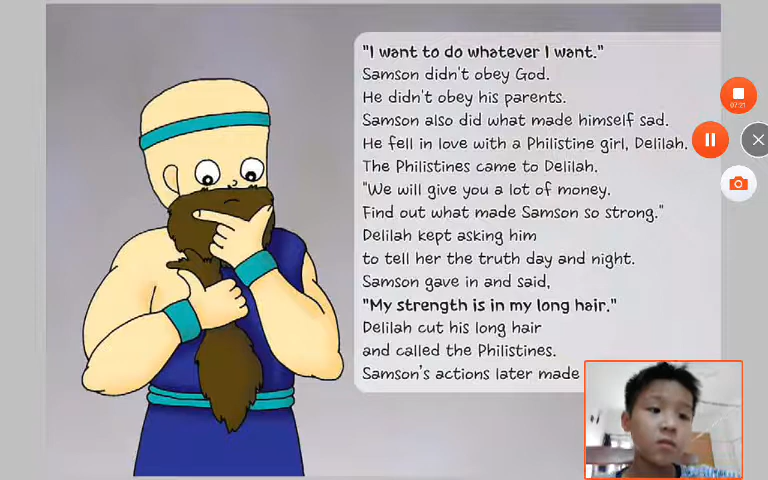 "I want to do whatever I want."
Samson didn't obey God.
He didn't obey his parents.
Samson also did what made himself sad.
He fell in love with a Philistine girl, Delilah.
The Philistines came to Delilah.
"We will give you a lot of money.
Find out what made Samson so strong."
Delilah kept asking him
to tell her the truth day and night.
Samson gave in and said,
"My strength is in my long hair."
Delilah cut his long hair
and called the Philistines.
Samson's actions later made